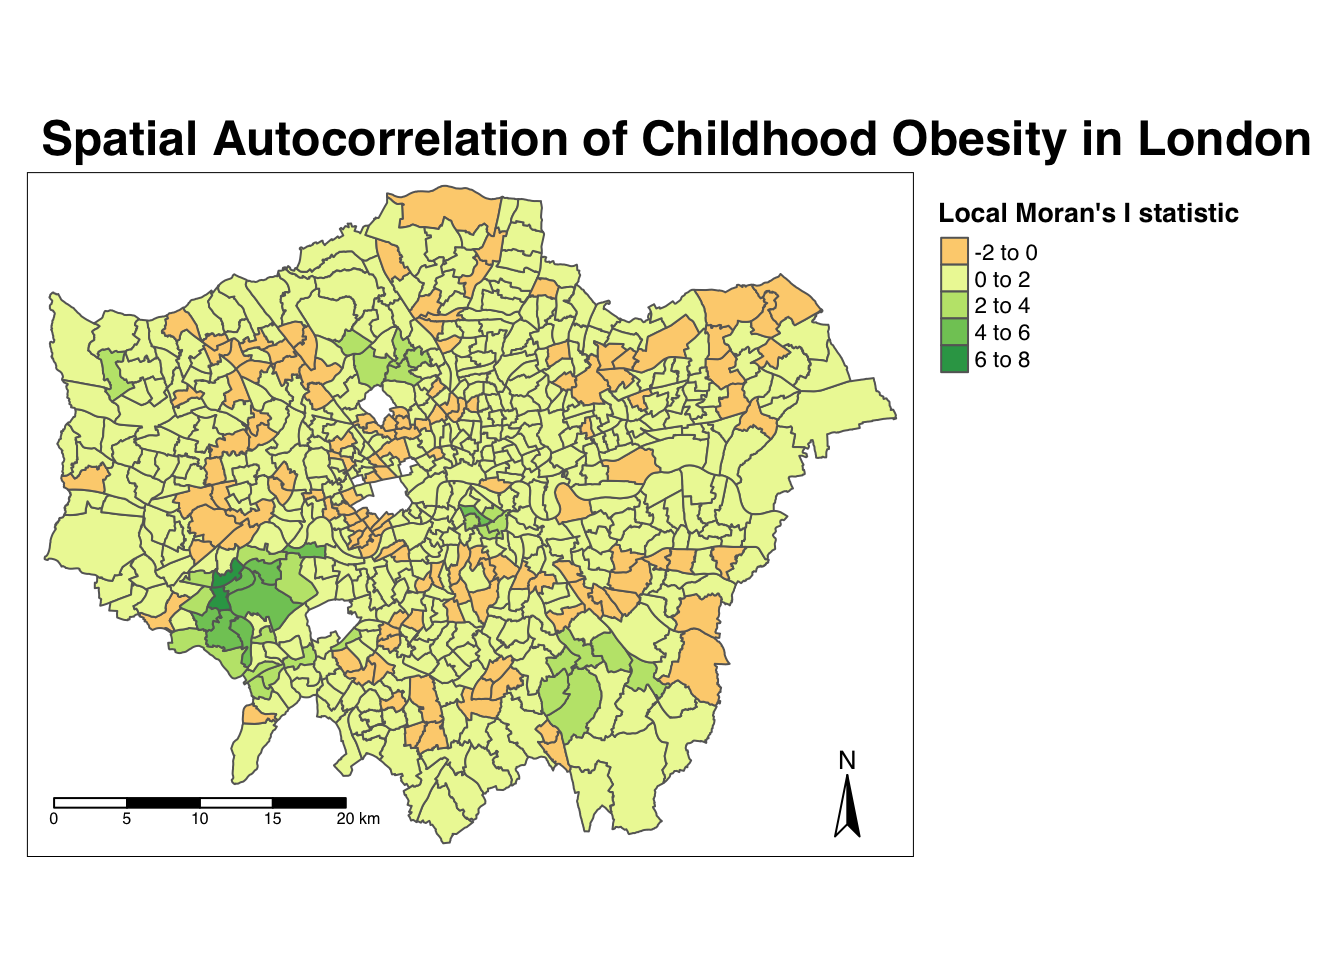 Spatial Autocorrelation of Childhood Obesity in London
Local Moran's I statistic
-2 to 0
0 to 2
2 to 4
4 to 6
6 to 8
N
0 5 10 15 20 km